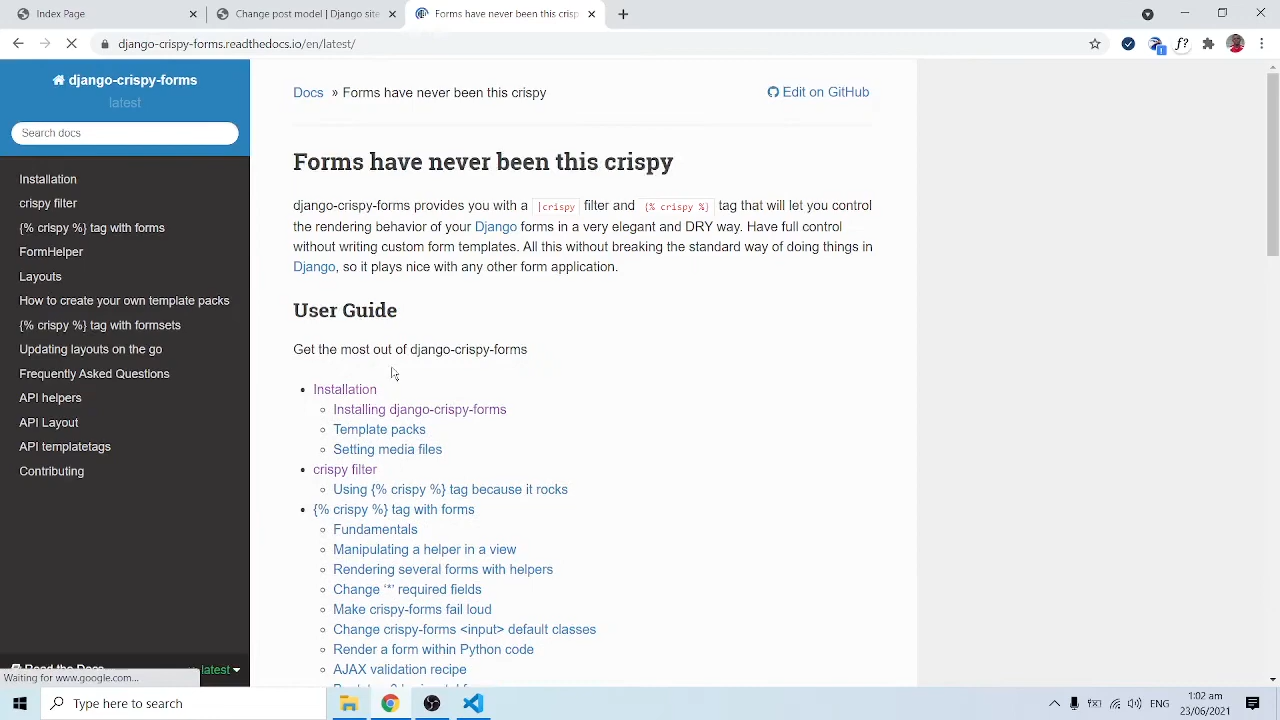 Index Page
Change post model | Django site
Forms have never been this crisp
django-crispy-forms.readthedocs.io/en/latest/
django-crispy-forms
latest
Search docs
Installation
crispy filter
{% crispy %} tag with forms
FormHelper
Layouts
How to create your own template packs
{% crispy %} tag with formsets
Updating layouts on the go
Frequently Asked Questions
API helpers
API Layout
API templatetags
Contributing
Read the Docs
latest
Waiting for www.google.com...
Docs » Forms have never been this crispy
Edit on GitHub
Forms have never been this crispy
django-crispy-forms provides you with a |crispy filter and {% crispy %} tag that will let you control
the rendering behavior of your Django forms in a very elegant and DRY way. Have full control
without writing custom form templates. All this without breaking the standard way of doing things in
Django, so it plays nice with any other form application.
User Guide
Get the most out of django-crispy-forms
Installation
Installing django-crispy-forms
Template packs
Setting media files
crispy filter
Using {% crispy %} tag because it rocks
{% crispy %} tag with forms
Fundamentals
Manipulating a helper in a view
Rendering several forms with helpers
Change ‘*’ required fields
Make crispy-forms fail loud
Change crispy-forms <input> default classes
Render a form within Python code
AJAX validation recipe
Type here to search
1:02 am
23/06/2021